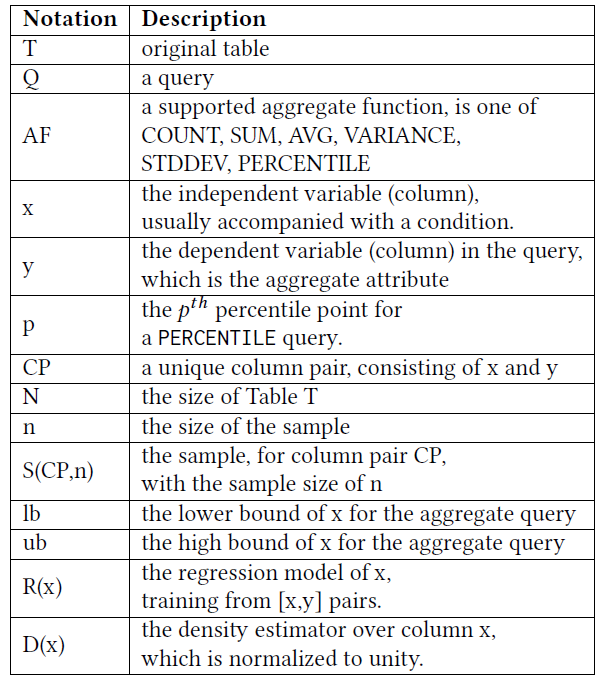 Notation Description
T original table
Q a query
a supported aggregate function, is one of
AF COUNT, SUM, AVG, VARIANCE,
STDDEV, PERCENTILE
x the independent variable (column),
usually accompanied with a condition.
y the dependent variable (column) in the query,
which is the aggregate attribute
p the p^th percentile point for
a PERCENTILE query.
CP a unique column pair, consisting of x and y
N the size of Table T
n the size of the sample
S(CP,n) the sample, for column pair CP,
with the sample size of n
lb the lower bound of x for the aggregate query
ub the high bound of x for the aggregate query
R(x) the regression model of x,
training from [x,y] pairs.
D(x) the density estimator over column x,
which is normalized to unity.